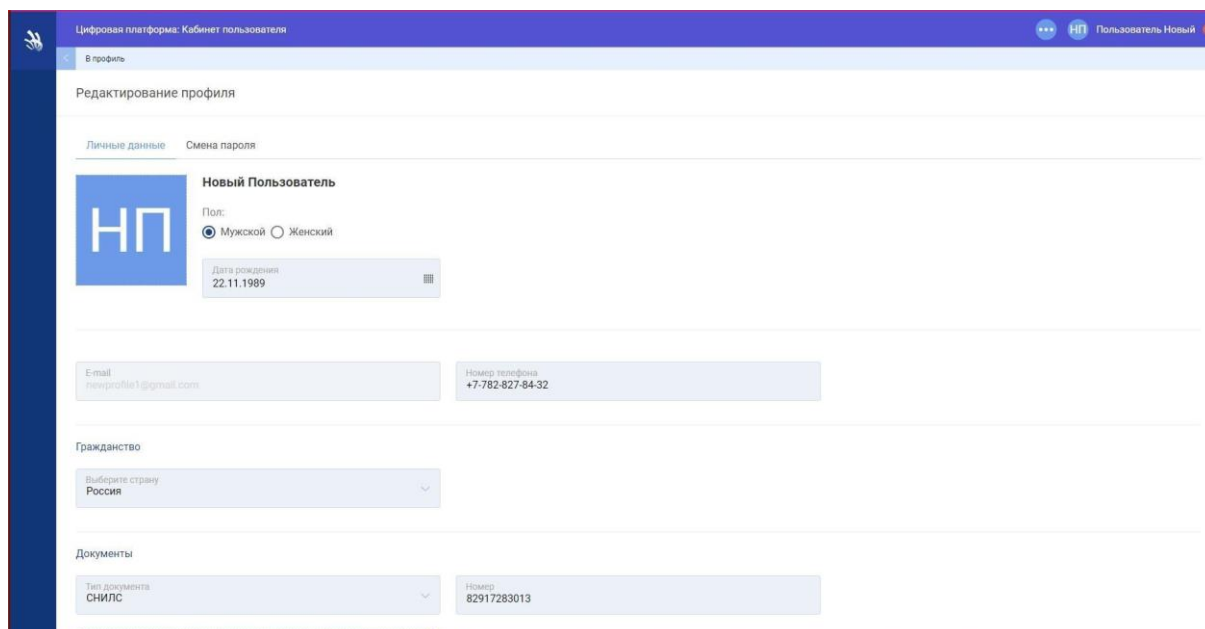 Цифровая платформа: Кабинет пользователя
НП Пользователь Новый
В профиль
Редактирование профиля
Личные данные Смена пароля
НП
Новый Пользователь
Пол:
Мужской Женский
Дата рождения
22.11.1989
E-mail
newprofile1@gmail.com
Номер телефона
+7-782-827-84-32
Гражданство
Выберите страну
Россия
Документы
Тип документа
СНИЛС
Номер
82917283013